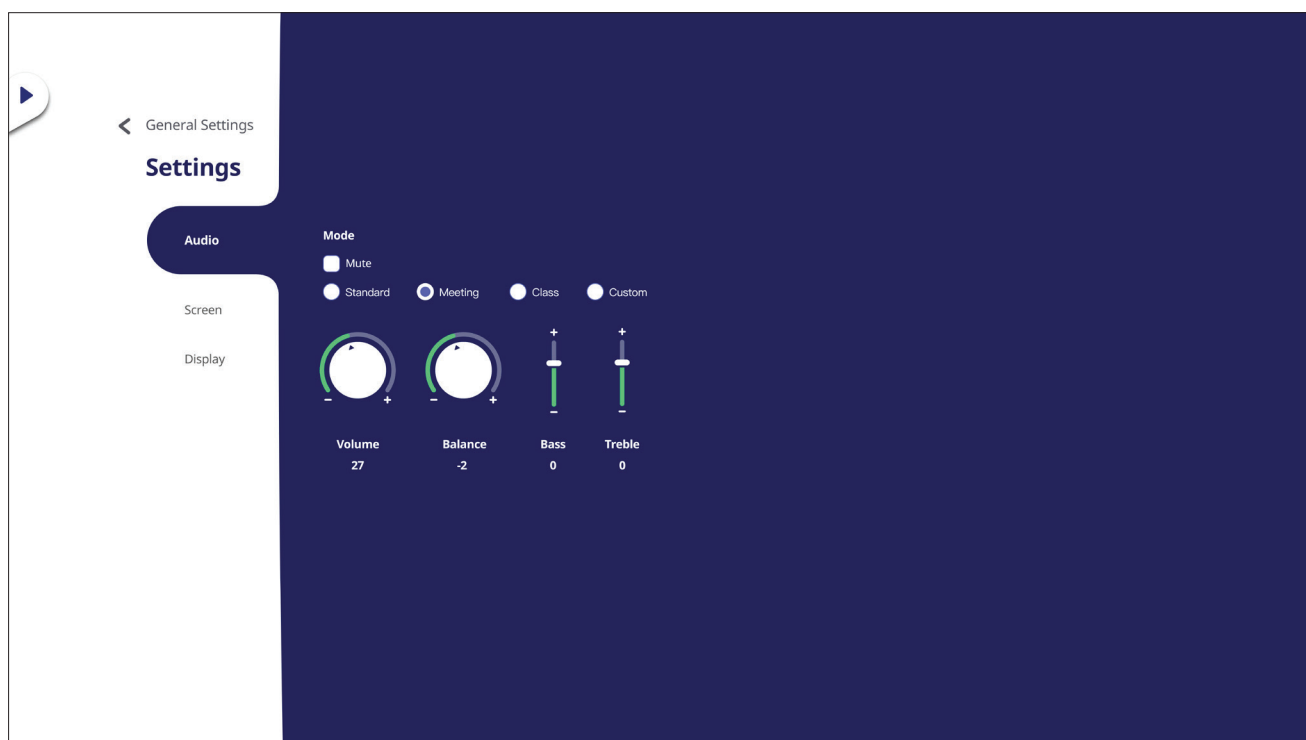 General Settings
Settings
Audio
Screen
Display
Mode
Mute
Standard Meeting Class Custom
+ +
- + - +
- -
Volume Balance Bass Treble
27 -2 0 0